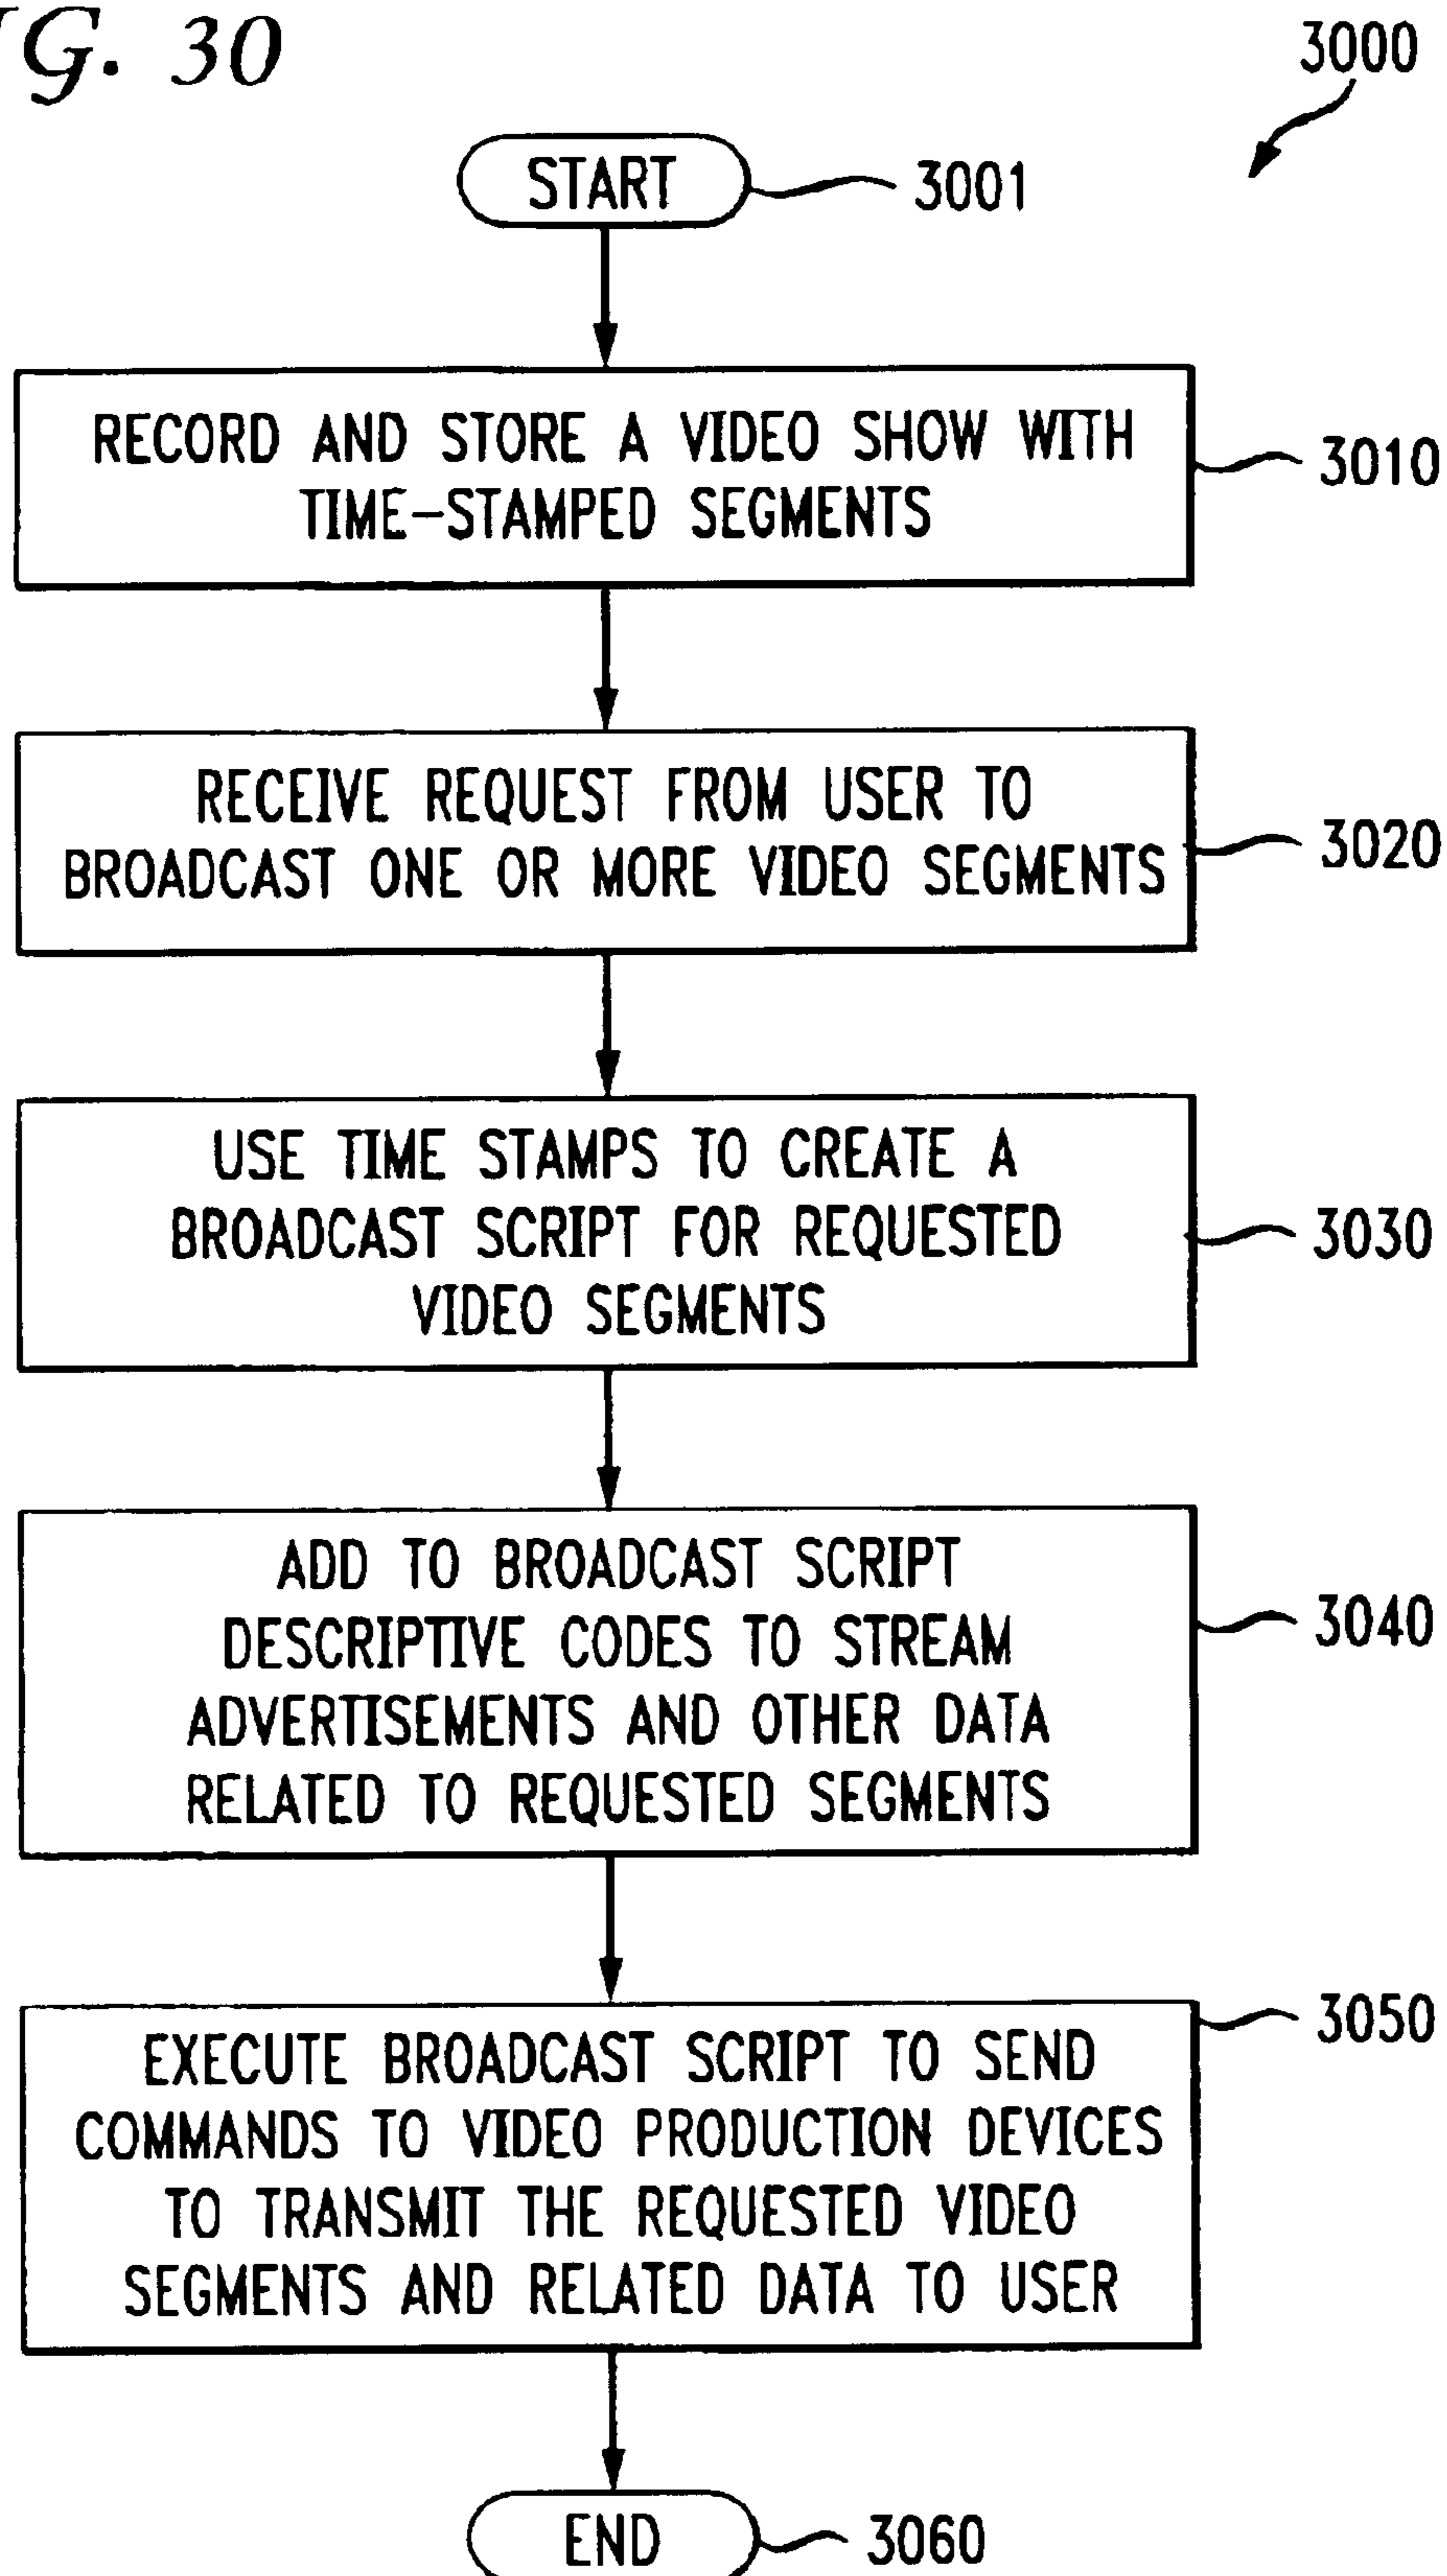 G. 30
3000
START
3001
RECORD AND STORE A VIDEO SHOW WITH
TIME-STAMPED SEGMENTS
3010
RECEIVE REQUEST FROM USER TO
BROADCAST ONE OR MORE VIDEO SEGMENTS
3020
USE TIME STAMPS TO CREATE A
BROADCAST SCRIPT FOR REQUESTED
VIDEO SEGMENTS
3030
ADD TO BROADCAST SCRIPT
DESCRIPTIVE CODES TO STREAM
ADVERTISEMENTS AND OTHER DATA
RELATED TO REQUESTED SEGMENTS
3040
EXECUTE BROADCAST SCRIPT TO SEND
COMMANDS TO VIDEO PRODUCTION DEVICES
TO TRANSMIT THE REQUESTED VIDEO
SEGMENTS AND RELATED DATA TO USER
3050
END
3060